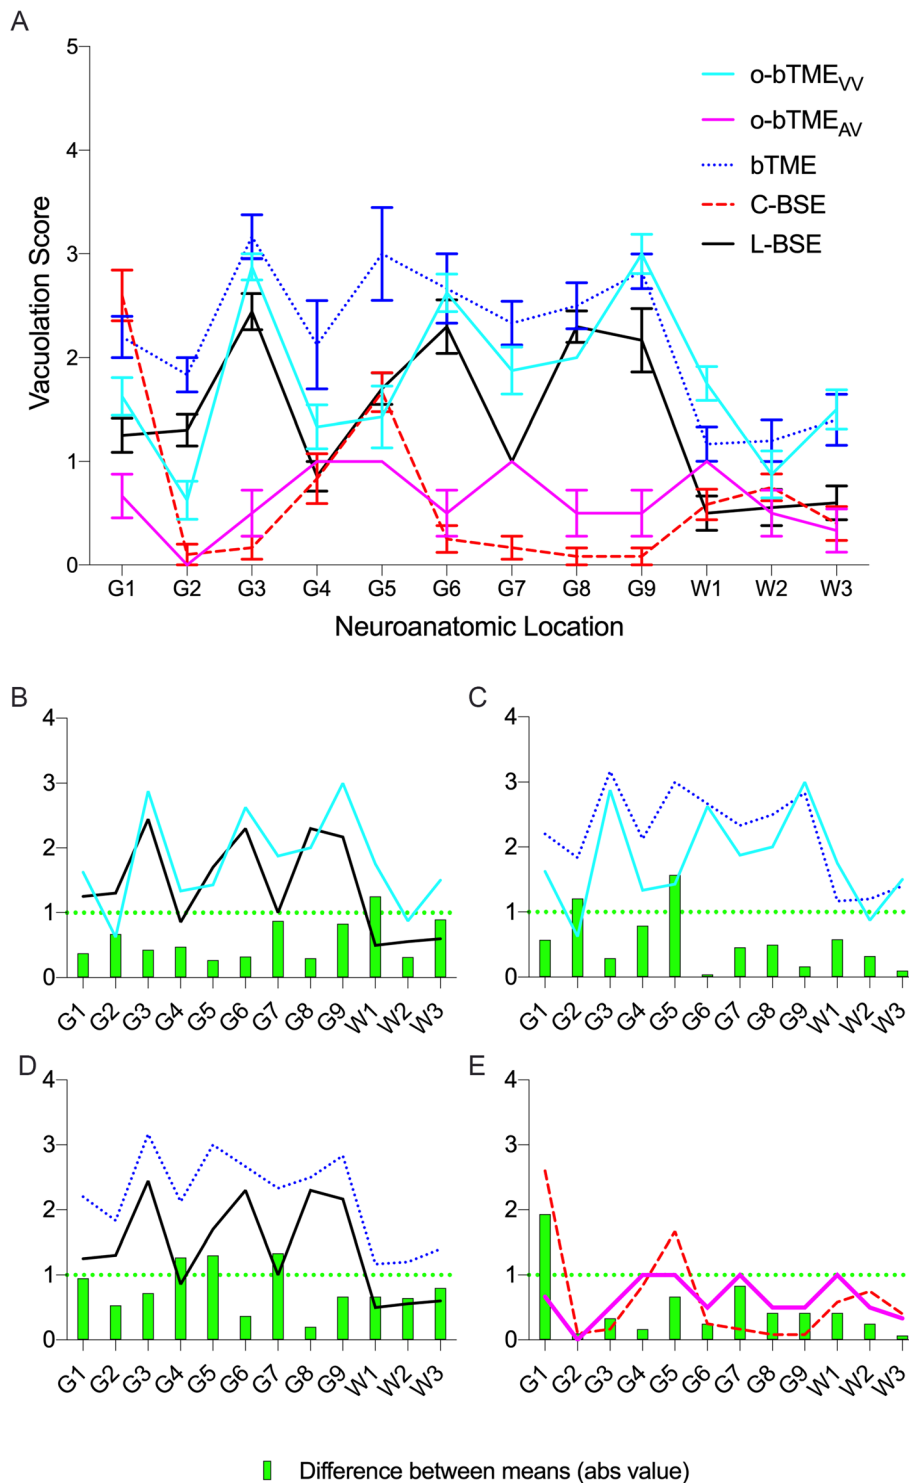 A
5
4
3
2
1
0
Vacuolation Score
o-bTME_VV
o-bTME_AV
bTME
C-BSE
L-BSE
G1 G2 G3 G4 G5 G6 G7 G8 G9 W1 W2 W3
Neuroanatomic Location
B
4
3
2
1
0
G1 G2 G3 G4 G5 G6 G7 G8 G9 W1 W2 W3
C
4
3
2
1
0
G1 G2 G3 G4 G5 G6 G7 G8 G9 W1 W2 W3
D
4
3
2
1
0
G1 G2 G3 G4 G5 G6 G7 G8 G9 W1 W2 W3
E
4
3
2
1
0
G1 G2 G3 G4 G5 G6 G7 G8 G9 W1 W2 W3
Difference between means (abs value)